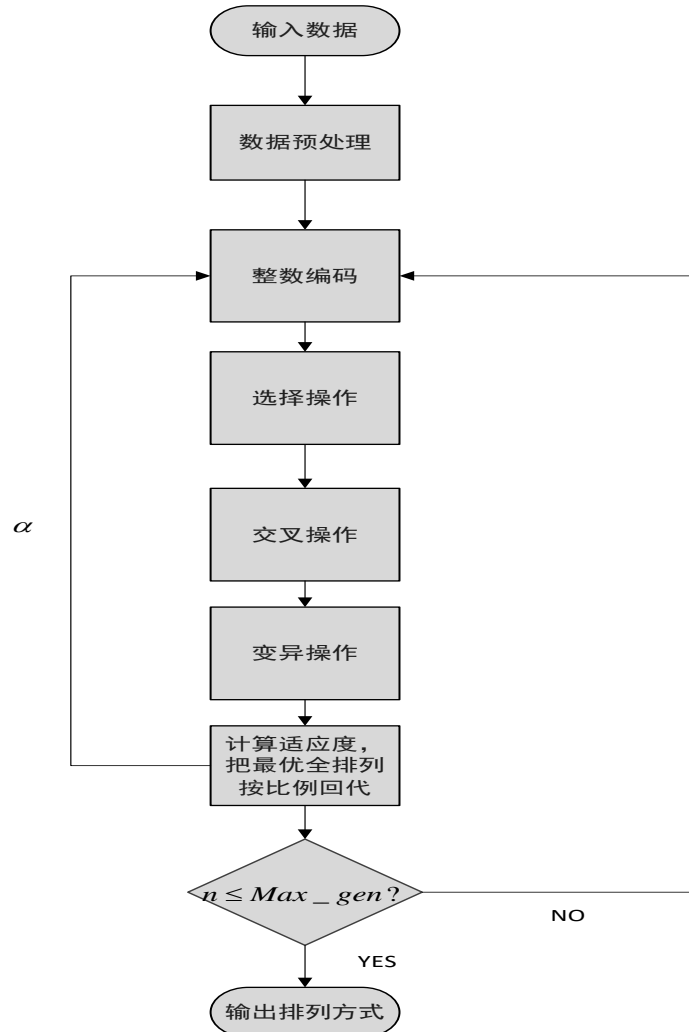 输入数据
数据预处理
整数编码
选择操作
α
交叉操作
变异操作
计算适应度，
把最优全排列
按比例回代
n ≤ Max _ gen?
NO
YES
输出排列方式